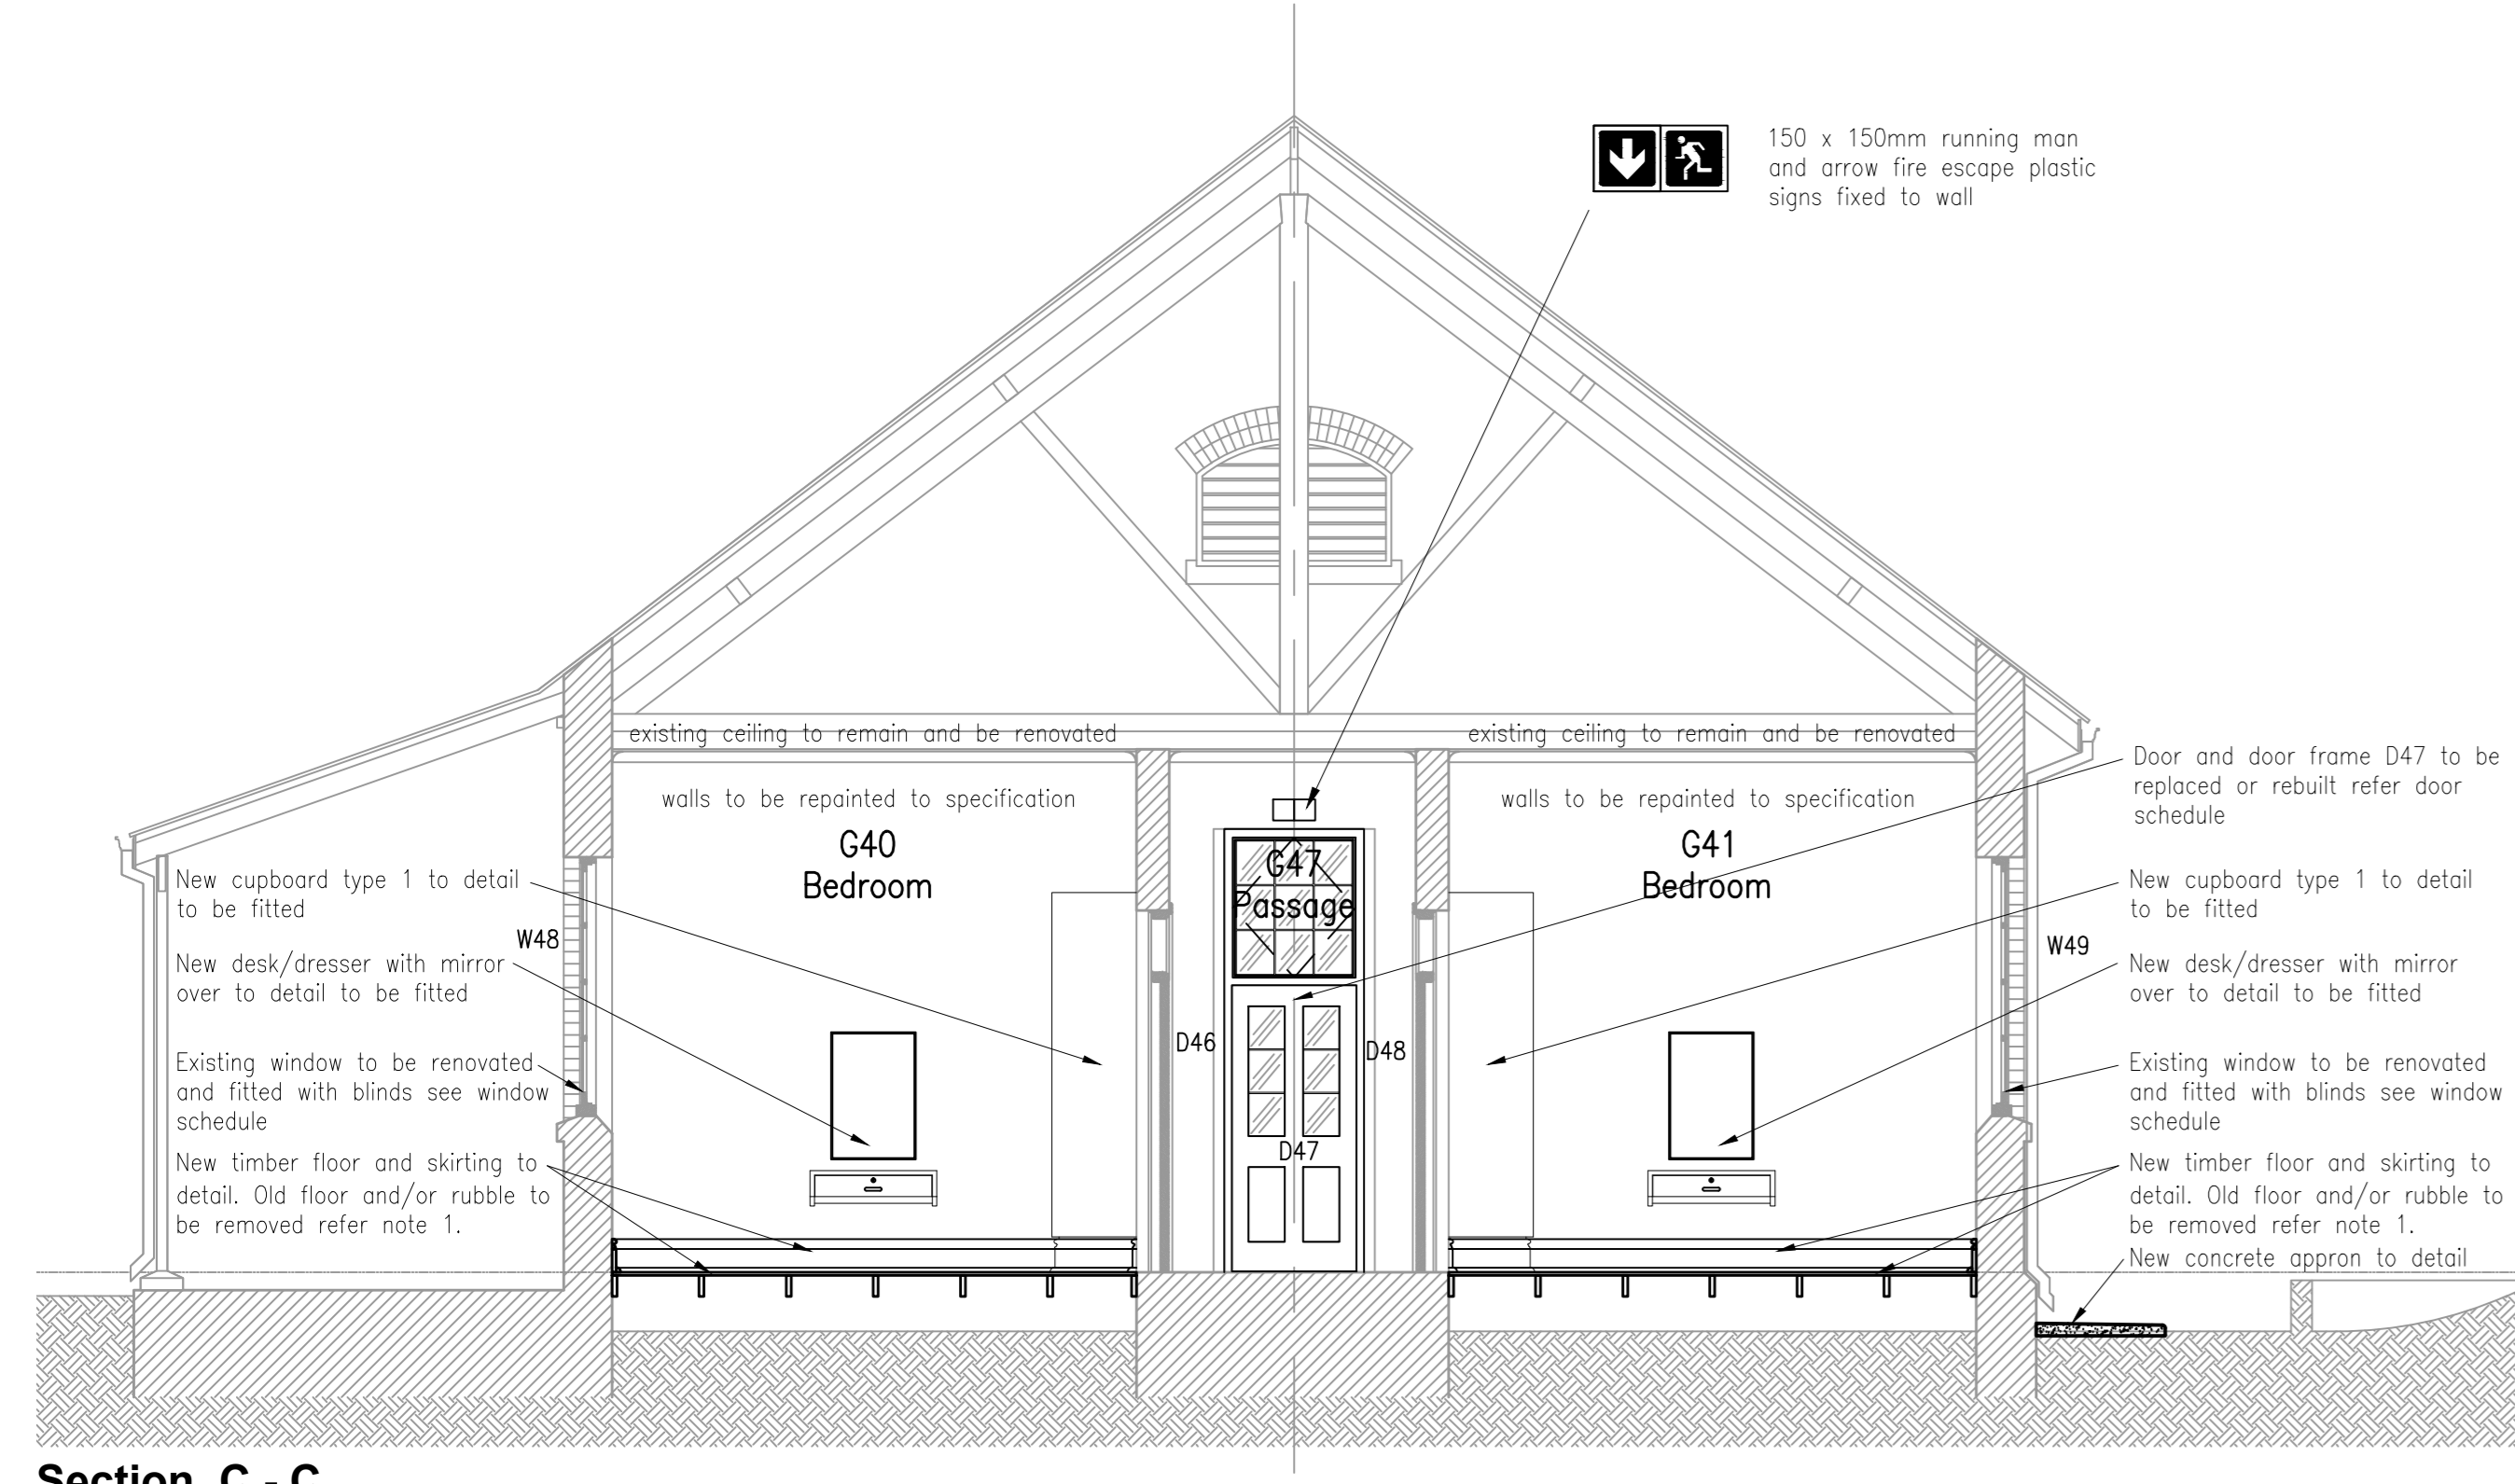 150 x 150mm running man
and arrow fire escape plastic
signs fixed to wall
existing ceiling to remain and be renovated
existing ceiling to remain and be renovated
walls to be repainted to specification
walls to be repainted to specification
G40
Bedroom
G47
Passage
G41
Bedroom
New cupboard type 1 to detail
to be fitted
W48
New desk/dresser with mirror
over to detail to be fitted
Existing window to be renovated
and fitted with blinds see window
schedule
New timber floor and skirting to
detail. Old floor and/or rubble to
be removed refer note 1.
D46
D48
D47
Door and door frame D47 to be
replaced or rebuilt refer door
schedule
New cupboard type 1 to detail
to be fitted
W49
New desk/dresser with mirror
over to detail to be fitted
Existing window to be renovated
and fitted with blinds see window
schedule
New timber floor and skirting to
detail. Old floor and/or rubble to
be removed refer note 1.
New concrete appron to detail
Section C - C